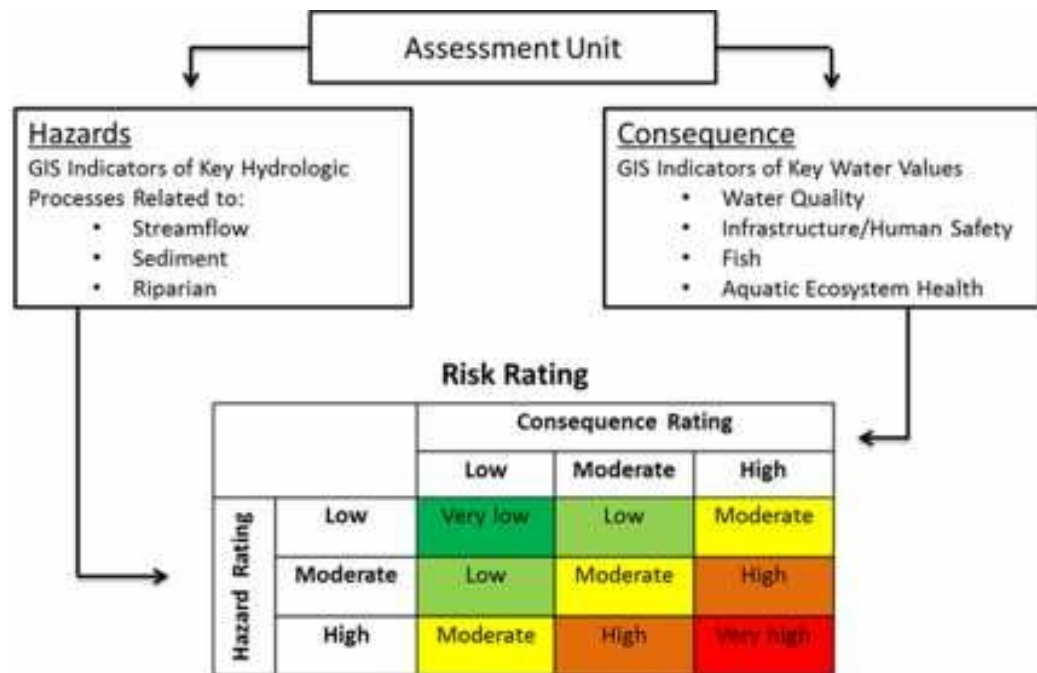 Assessment Unit
Hazards
GIS Indicators of Key Hydrologic
Processes Related to:
• Streamflow
• Sediment
• Riparian
Consequence
GIS Indicators of Key Water Values
• Water Quality
• Infrastructure/Human Safety
• Fish
• Aquatic Ecosystem Health
Risk Rating
Consequence Rating
Low Moderate High
Hazard Rating
Low Very low Low Moderate
Moderate Low Moderate High
High Moderate High Very high